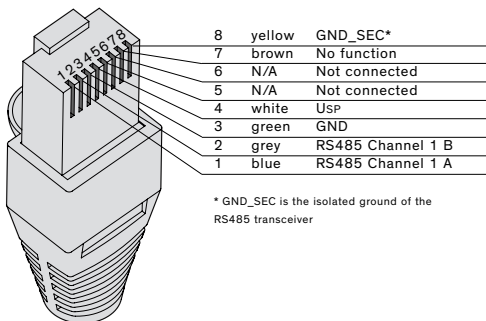 12345678
8 yellow GND_SEC*
7 brown No function
6 N/A Not connected
5 N/A Not connected
4 white USP
3 green GND
2 grey RS485 Channel 1 B
1 blue RS485 Channel 1 A
* GND_SEC is the isolated ground of the
RS485 transceiver